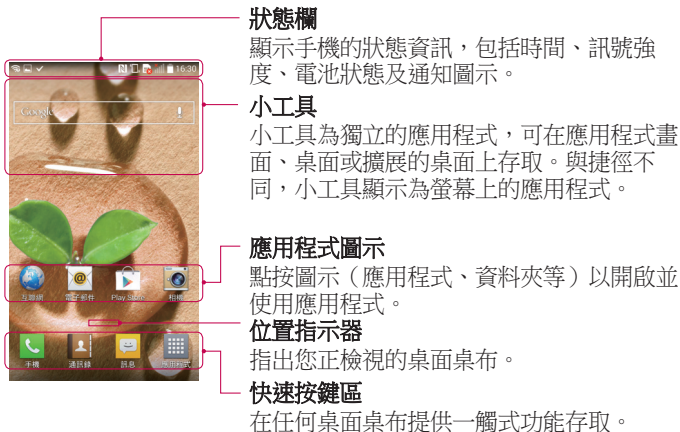 狀態欄
顯示手機的狀態資訊，包括時間、訊號強
度、電池狀態及通知圖示。
16:30
小工具
Google
小工具為獨立的應用程式，可在應用程式畫
面、桌面或擴展的桌面上存取。與捷徑不
同，小工具顯示為螢幕上的應用程式。
應用程式圖示
點按圖示（應用程式、資料夾等）以開啟並
使用應用程式。
互聯網 電子郵件 Play Store 相機
位置指示器
指出您正檢視的桌面桌布。
手機 通訊錄 訊息 應用程式
快速按鍵區
在任何桌面桌布提供一觸式功能存取。